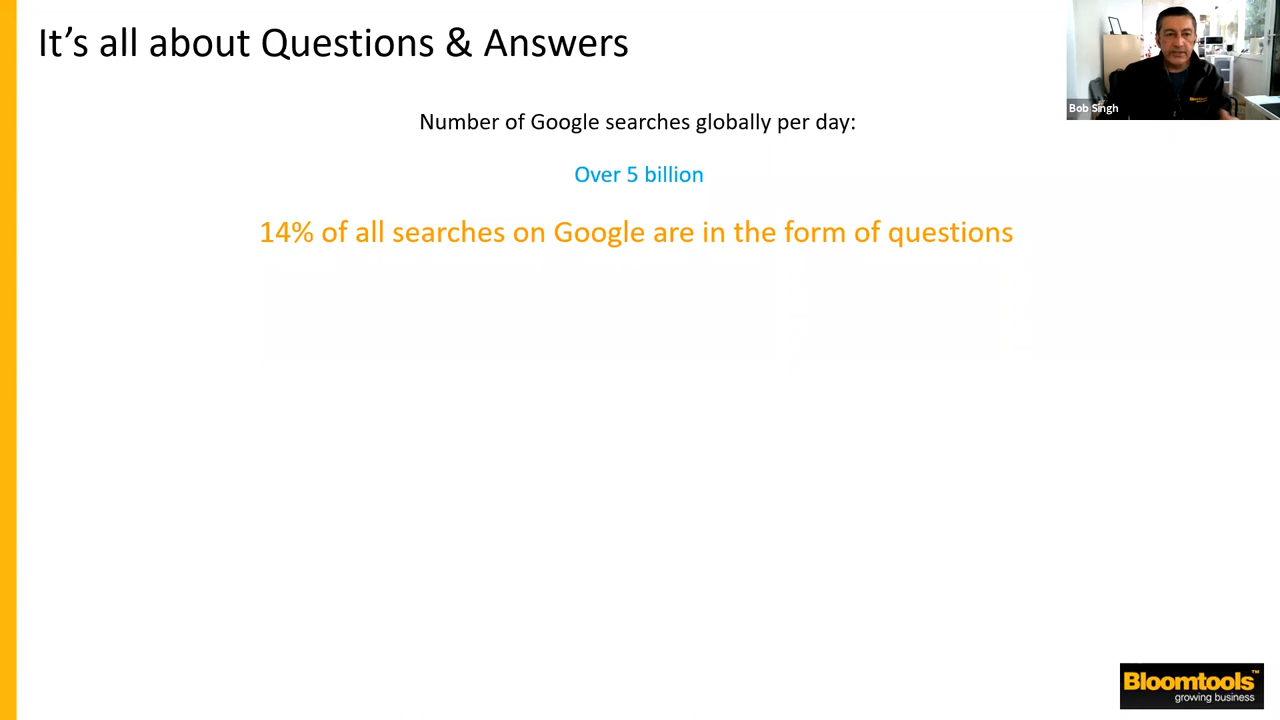 It's all about Questions & Answers
Bob Singh
Number of Google searches globally per day:
Over 5 billion
14% of all searches on Google are in the form of questions
Bloomtools™
growing business